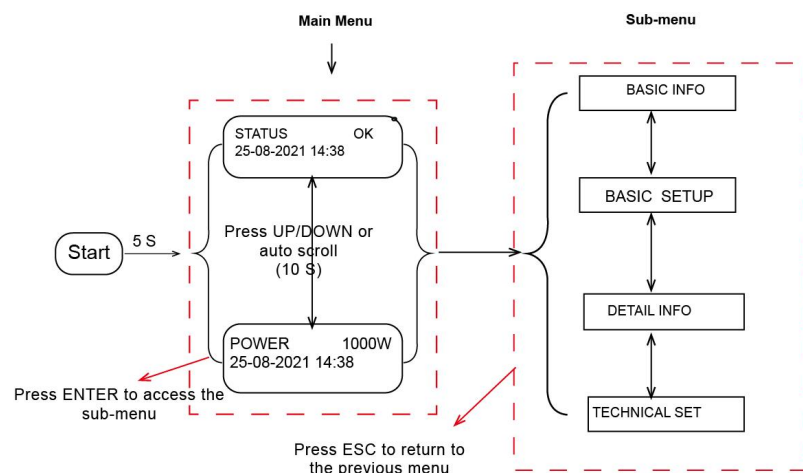 Main Menu
Sub-menu
Start
5 S
STATUS OK
25-08-2021 14:38
Press UP/DOWN or
auto scroll
(10 S)
POWER 1000W
25-08-2021 14:38
Press ENTER to access the
sub-menu
BASIC INFO
BASIC SETUP
DETAIL INFO
TECHNICAL SET
Press ESC to return to
the previous menu